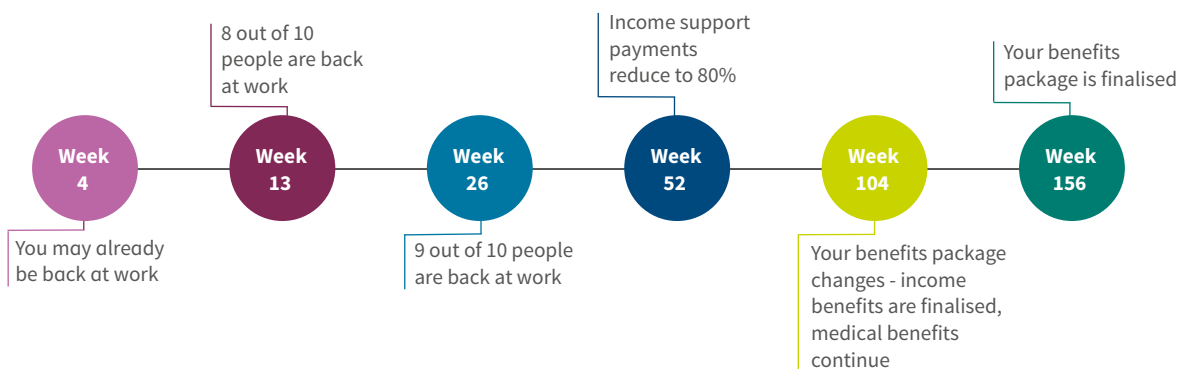 Week
4
You may already
be back at work
8 out of 10
people are back
at work
Week
13
Week
26
9 out of 10 people
are back at work
Income support
payments
reduce to 80%
Week
52
Week
104
Your benefits package
changes - income
benefits are finalised,
medical benefits
continue
Your benefits
package is finalised
Week
156